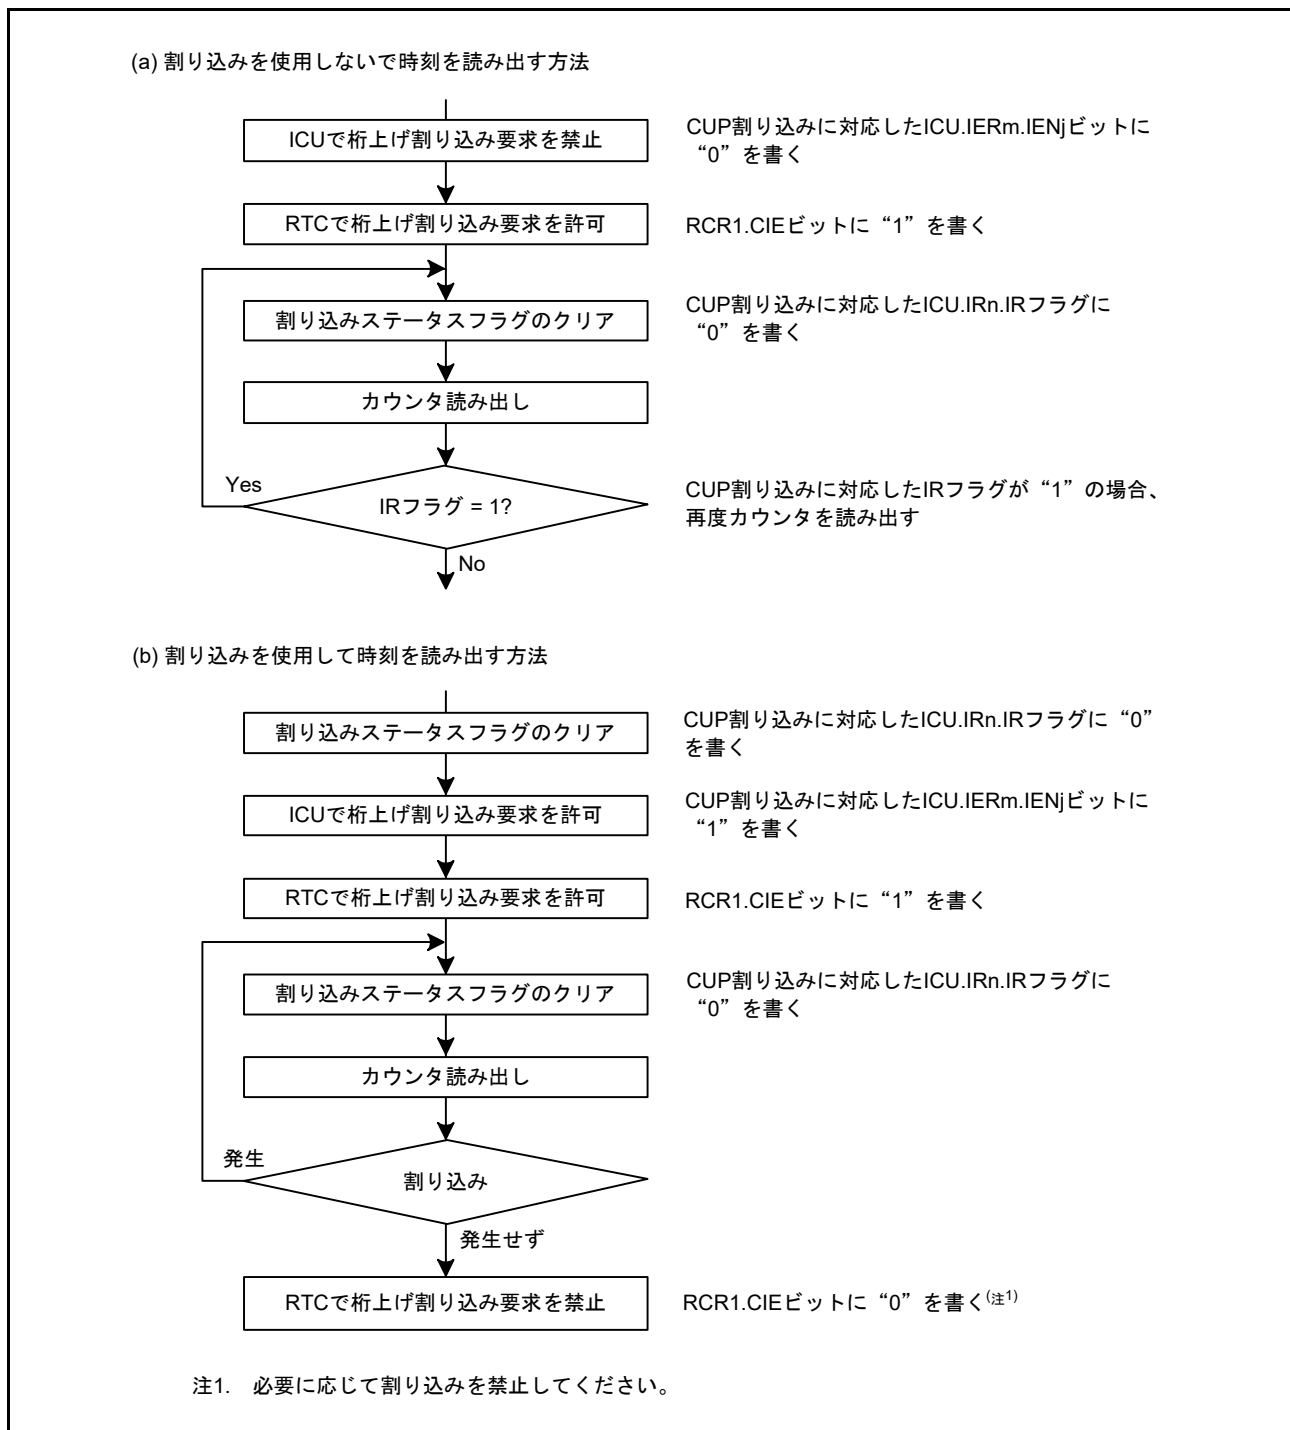 (a) 割り込みを使用しないで時刻を読み出す方法
ICUで桁上げ割り込み要求を禁止
CUP割り込みに対応したICU.IERm.IENjビットに
“0”を書く
RTCで桁上げ割り込み要求を許可
RCR1.CIEビットに“1”を書く
割り込みステータスフラグのクリア
CUP割り込みに対応したICU.IRn.IRフラグに
“0”を書く
カウンタ読み出し
Yes
IRフラグ = 1?
CUP割り込みに対応したIRフラグが“1”の場合、
再度カウンタを読み出す
No
(b) 割り込みを使用して時刻を読み出す方法
割り込みステータスフラグのクリア
CUP割り込みに対応したICU.IRn.IRフラグに“0”
を書く
ICUで桁上げ割り込み要求を許可
CUP割り込みに対応したICU.IERm.IENjビットに
“1”を書く
RTCで桁上げ割り込み要求を許可
RCR1.CIEビットに“1”を書く
割り込みステータスフラグのクリア
CUP割り込みに対応したICU.IRn.IRフラグに
“0”を書く
カウンタ読み出し
発生
割り込み
発生せず
RTCで桁上げ割り込み要求を禁止
RCR1.CIEビットに“0”を書く(注1)
注1. 必要に応じて割り込みを禁止してください。